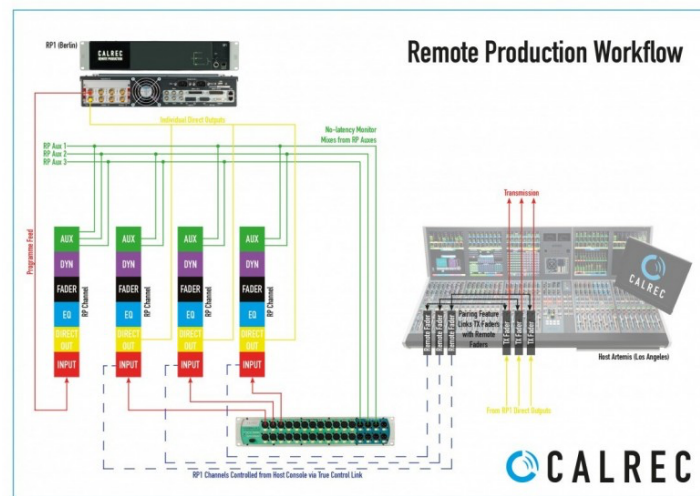 Remote Production Workflow
RP1 (Berlin)
CALREC
REMOTE PRODUCTION
Individual Direct Outputs
No-latency Monitor
Mixes from RP Auxes
RP Aux 1
RP Aux 2
RP Aux 3
Programme Feed
AUX
DYN
FADER
EQ
DIRECT
OUT
INPUT
RP Channel
AUX
DYN
FADER
EQ
DIRECT
OUT
INPUT
RP Channel
AUX
DYN
FADER
EQ
DIRECT
OUT
INPUT
RP Channel
AUX
DYN
FADER
EQ
DIRECT
OUT
INPUT
RP Channel
Transmission
CALREC
Remote Fader
Remote Fader
Remote Fader
Pairing Feature
Links TX Faders
with Remote
Faders
TX Fader
TX Fader
TX Fader
Host Artemis (Los Angeles)
From RP1 Direct Outputs
RP1 Channels Controlled from Host Console via True Control Link
CALREC